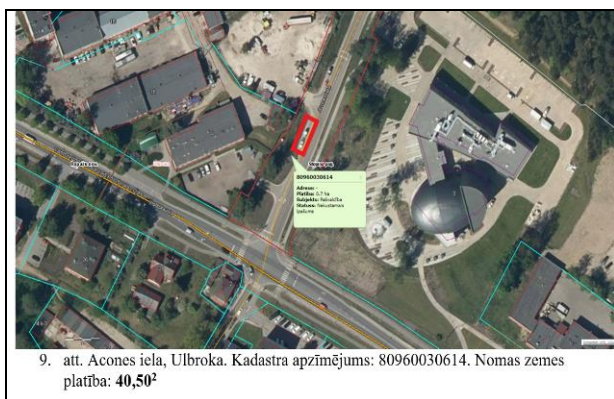 80960030614
Adrese: -
Platība: 0.7 ha
Subjekts: Pašvaldība
Statuss: Nekustamais
īpašums
9. att. Acones iela, Ulbroka. Kadastra apzīmējums: 80960030614. Nomas zemes
platība: 40,50²